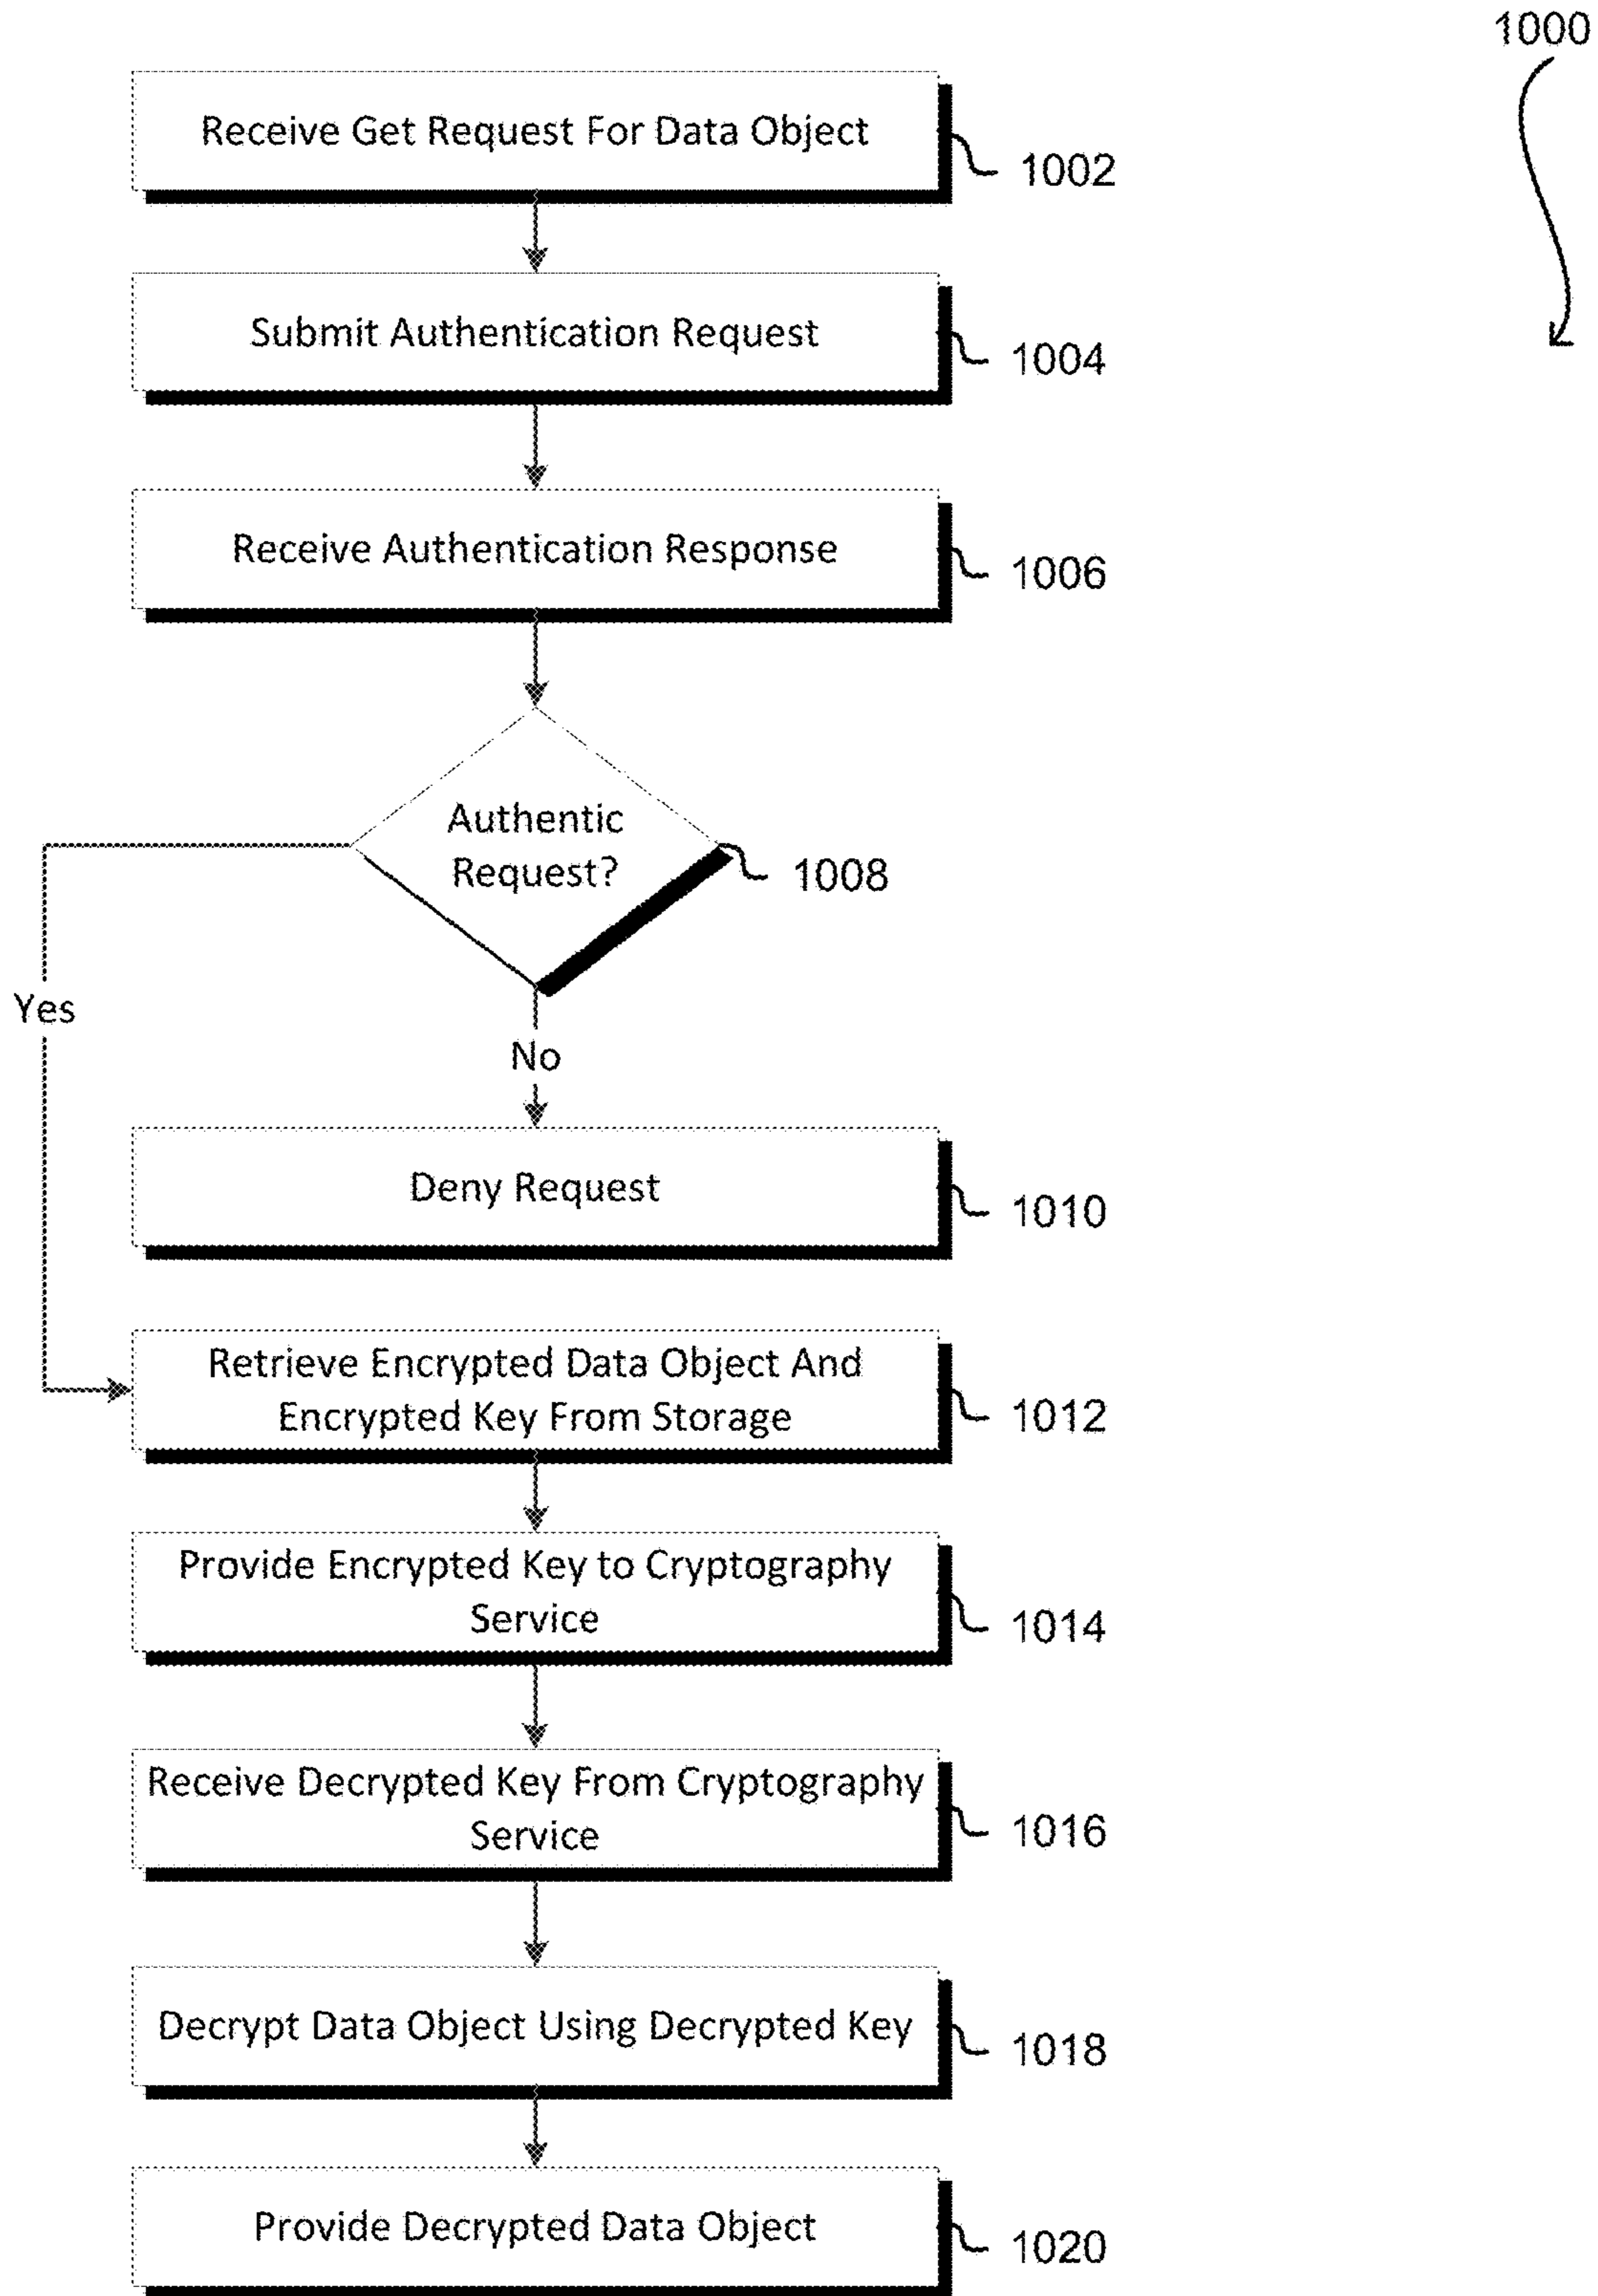 1000
Receive Get Request For Data Object
1002
Submit Authentication Request
1004
Receive Authentication Response
1006
Authentic
Request?
1008
Yes
No
Deny Request
1010
Retrieve Encrypted Data Object And
Encrypted Key From Storage
1012
Provide Encrypted Key to Cryptography
Service
1014
Receive Decrypted Key From Cryptography
Service
1016
Decrypt Data Object Using Decrypted Key
1018
Provide Decrypted Data Object
1020